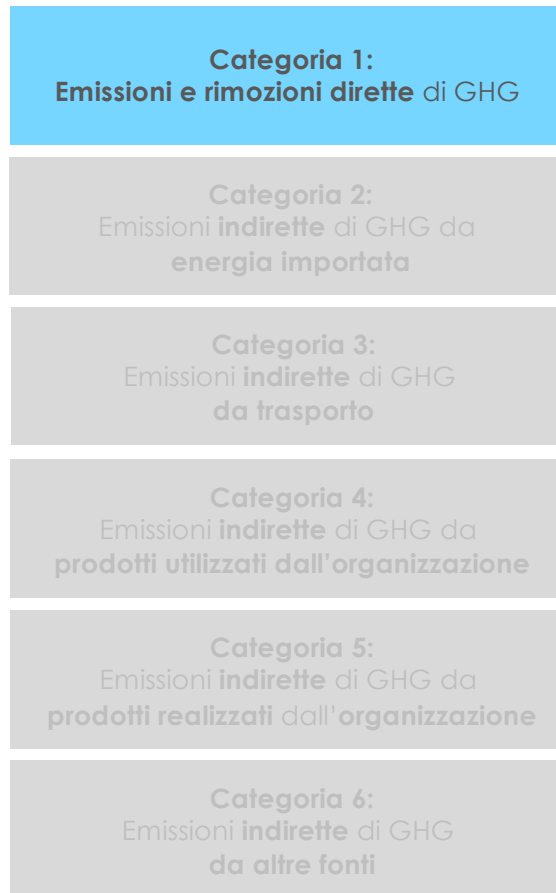 Categoria 1:
Emissioni e rimozioni dirette di GHG
Categoria 2:
Emissioni indirette di GHG da
energia importata
Categoria 3:
Emissioni indirette di GHG
da trasporto
Categoria 4:
Emissioni indirette di GHG da
prodotti utilizzati dall’organizzazione
Categoria 5:
Emissioni indirette di GHG da
prodotti realizzati dall’organizzazione
Categoria 6:
Emissioni indirette di GHG
da altre fonti